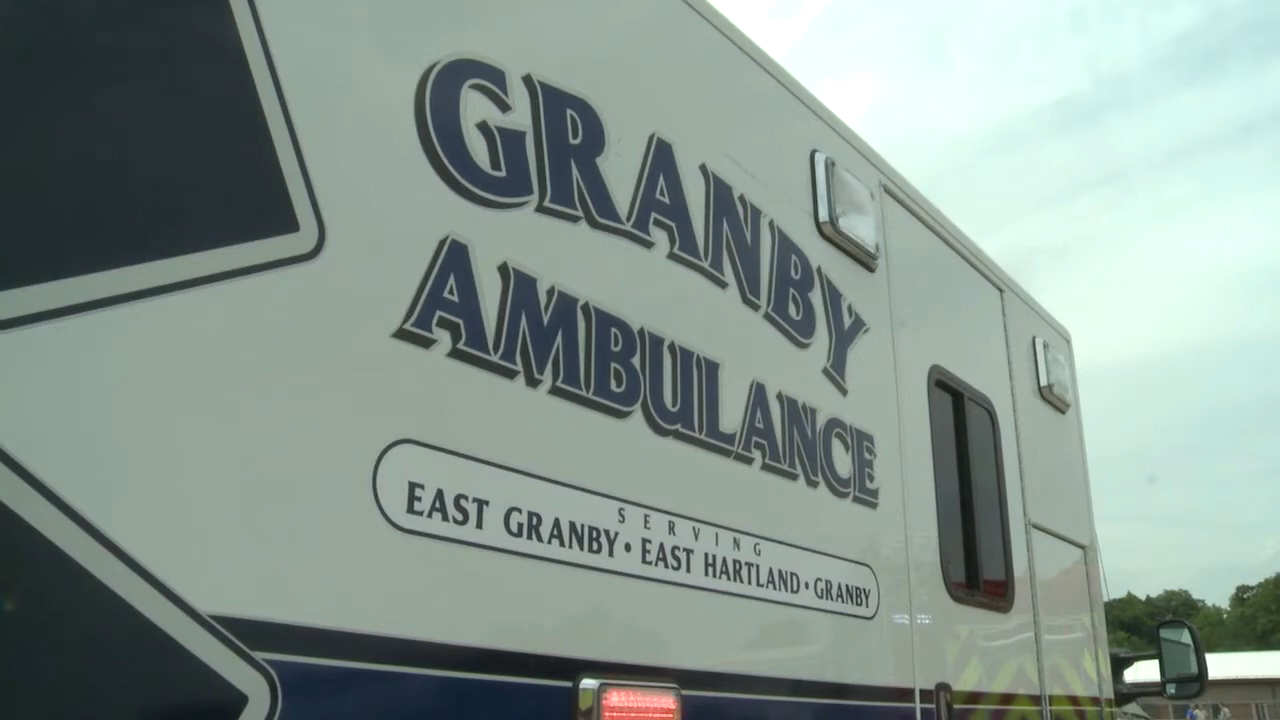 GRANBY
AMBULANCE
SERVING
EAST GRANBY • EAST HARTLAND • GRANBY